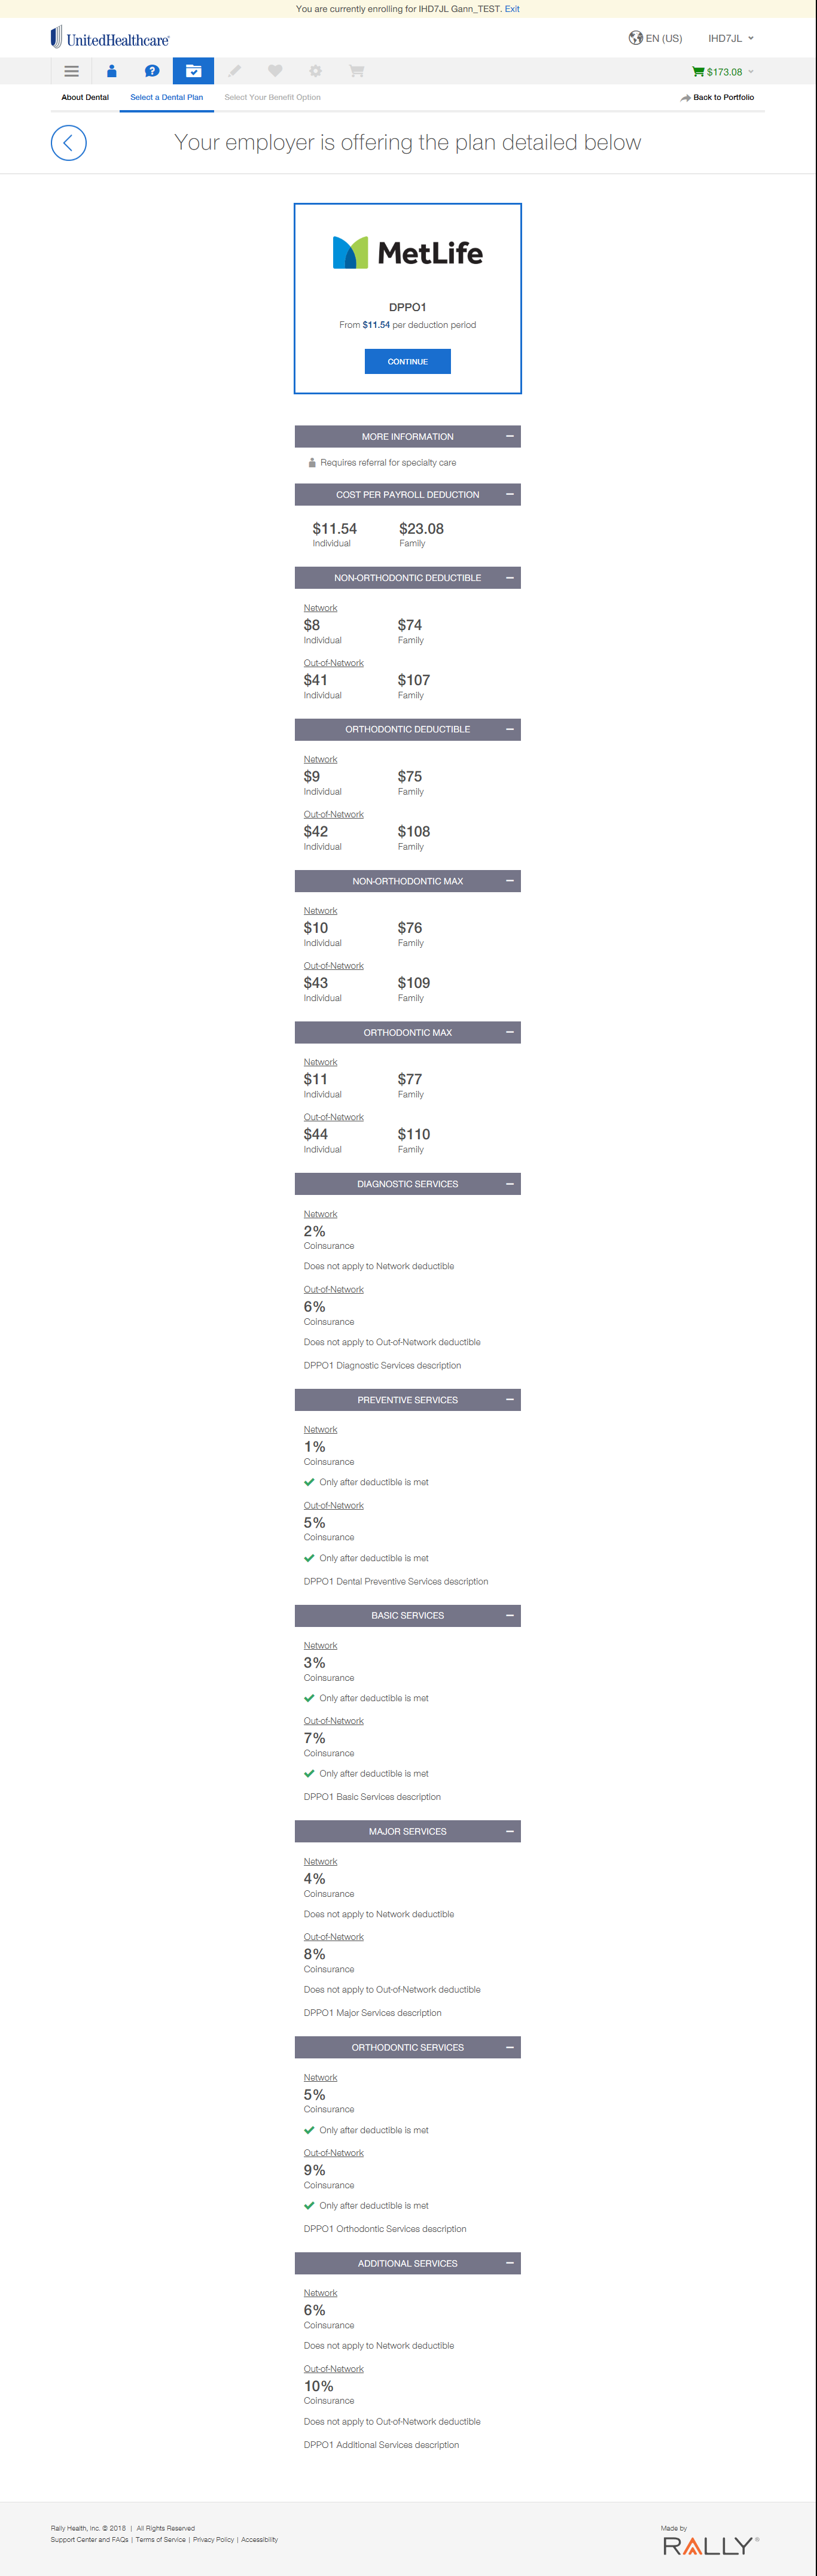 You are currently enrolling for IHD7JL Gann_TEST. Exit
UnitedHealthcare
EN (US) IHD7JL
$173.08
About Dental Select a Dental Plan Select Your Benefit Option Back to Portfolio
Your employer is offering the plan detailed below
MetLife
DPPO1
From $11.54 per deduction period
CONTINUE
MORE INFORMATION
Requires referral for specialty care
COST PER PAYROLL DEDUCTION
$11.54 $23.08
Individual Family
NON-ORTHODONTIC DEDUCTIBLE
Network
$8 $74
Individual Family
Out-of-Network
$41 $107
Individual Family
ORTHODONTIC DEDUCTIBLE
Network
$9 $75
Individual Family
Out-of-Network
$42 $108
Individual Family
NON-ORTHODONTIC MAX
Network
$10 $76
Individual Family
Out-of-Network
$43 $109
Individual Family
ORTHODONTIC MAX
Network
$11 $77
Individual Family
Out-of-Network
$44 $110
Individual Family
DIAGNOSTIC SERVICES
Network
2%
Coinsurance
Does not apply to Network deductible
Out-of-Network
6%
Coinsurance
Does not apply to Out-of-Network deductible
DPPO1 Diagnostic Services description
PREVENTIVE SERVICES
Network
1%
Coinsurance
Only after deductible is met
Out-of-Network
5%
Coinsurance
Only after deductible is met
DPPO1 Dental Preventive Services description
BASIC SERVICES
Network
3%
Coinsurance
Only after deductible is met
Out-of-Network
7%
Coinsurance
Only after deductible is met
DPPO1 Basic Services description
MAJOR SERVICES
Network
4%
Coinsurance
Does not apply to Network deductible
Out-of-Network
8%
Coinsurance
Does not apply to Out-of-Network deductible
DPPO1 Major Services description
ORTHODONTIC SERVICES
Network
5%
Coinsurance
Only after deductible is met
Out-of-Network
9%
Coinsurance
Only after deductible is met
DPPO1 Orthodontic Services description
ADDITIONAL SERVICES
Network
6%
Coinsurance
Does not apply to Network deductible
Out-of-Network
10%
Coinsurance
Does not apply to Out-of-Network deductible
DPPO1 Additional Services description
Rally Health, Inc. © 2018 | All Rights Reserved
Support Center and FAQs | Terms of Service | Privacy Policy | Accessibility
Made by
RALLY®